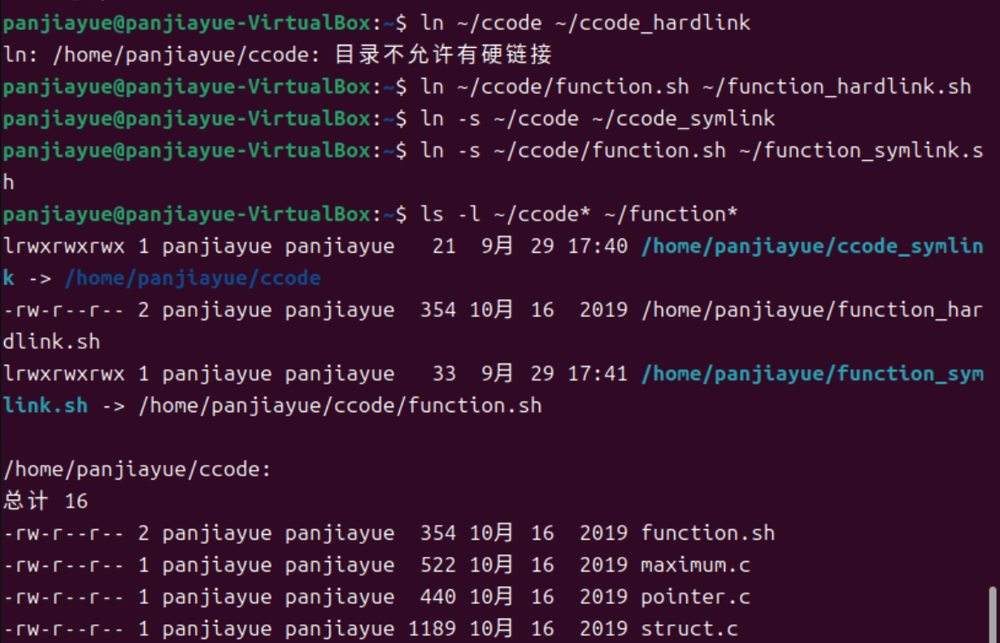 panjiayue@panjiayue-VirtualBox:~$ ln ~/ccode ~/ccode_hardlink
ln: /home/panjiayue/ccode: 目录不允许有硬链接
panjiayue@panjiayue-VirtualBox:~$ ln ~/ccode/function.sh ~/function_hardlink.sh
panjiayue@panjiayue-VirtualBox:~$ ln -s ~/ccode ~/ccode_symlink
panjiayue@panjiayue-VirtualBox:~$ ln -s ~/ccode/function.sh ~/function_symlink.s
h
panjiayue@panjiayue-VirtualBox:~$ ls -l ~/ccode* ~/function*
lrwxrwxrwx 1 panjiayue panjiayue   21  9月 29 17:40 /home/panjiayue/ccode_symlin
k -> /home/panjiayue/ccode
-rw-r--r-- 2 panjiayue panjiayue  354 10月 16  2019 /home/panjiayue/function_har
dlink.sh
lrwxrwxrwx 1 panjiayue panjiayue   33  9月 29 17:41 /home/panjiayue/function_sym
link.sh -> /home/panjiayue/ccode/function.sh
/home/panjiayue/ccode:
总计 16
-rw-r--r-- 2 panjiayue panjiayue  354 10月 16  2019 function.sh
-rw-r--r-- 1 panjiayue panjiayue  522 10月 16  2019 maximum.c
-rw-r--r-- 1 panjiayue panjiayue  440 10月 16  2019 pointer.c
-rw-r--r-- 1 panjiayue panjiayue 1189 10月 16  2019 struct.c